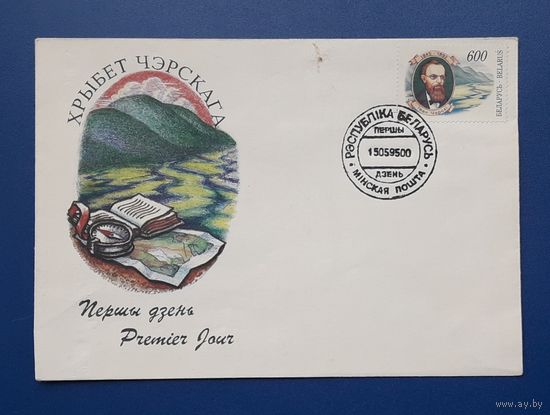 ХРЫБЕТ ЧЭРСКАГА
600
БЕЛАРУСЬ - BELARUS
РЭСПУБЛІКА БЕЛАРУСЬ
ПЕРШЫ
15059500
ДЗЕНЬ
МІНСКАЯ ПОШТА
Першы дзень
Premier Jour
www.ay.by